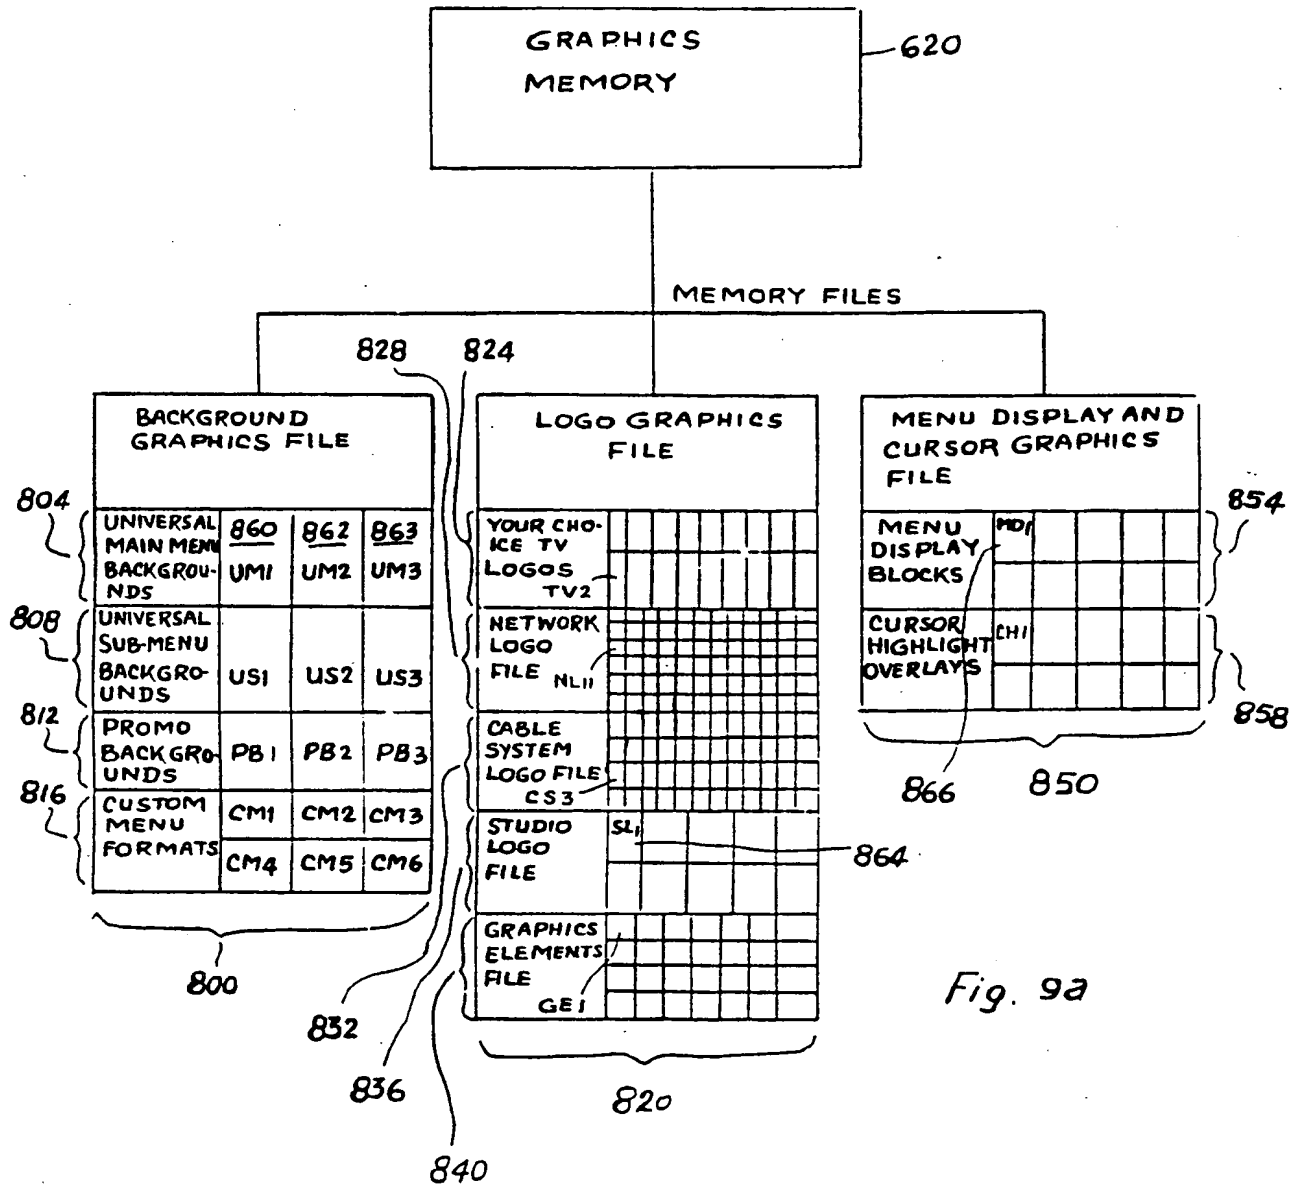 GRAPHICS
MEMORY
620
MEMORY FILES
828
824
BACKGROUND
GRAPHICS FILE
804
UNIVERSAL
MAIN MENU
BACKGROU-
NDS
860 862 863
UM1 UM2 UM3
808
UNIVERSAL
SUB-MENU
BACKGRO-
UNDS
US1 US2 US3
812
PROMO
BACKGRO-
UNDS
PB1 PB2 PB3
816
CUSTOM
MENU
FORMATS
CM1 CM2 CM3
CM4 CM5 CM6
800
LOGO GRAPHICS
FILE
YOUR CHO-
ICE TV
LOGOS
TV2
NETWORK
LOGO
FILE
NL11
CABLE
SYSTEM
LOGO FILE
CS3
STUDIO
LOGO
FILE
SL1
864
GRAPHICS
ELEMENTS
FILE
GE1
832
836
840
820
MENU DISPLAY AND
CURSOR GRAPHICS
FILE
MENU
DISPLAY
BLOCKS
MD1
854
CURSOR
HIGHLIGHT
OVERLAYS
CH1
858
866
850
Fig. 9a